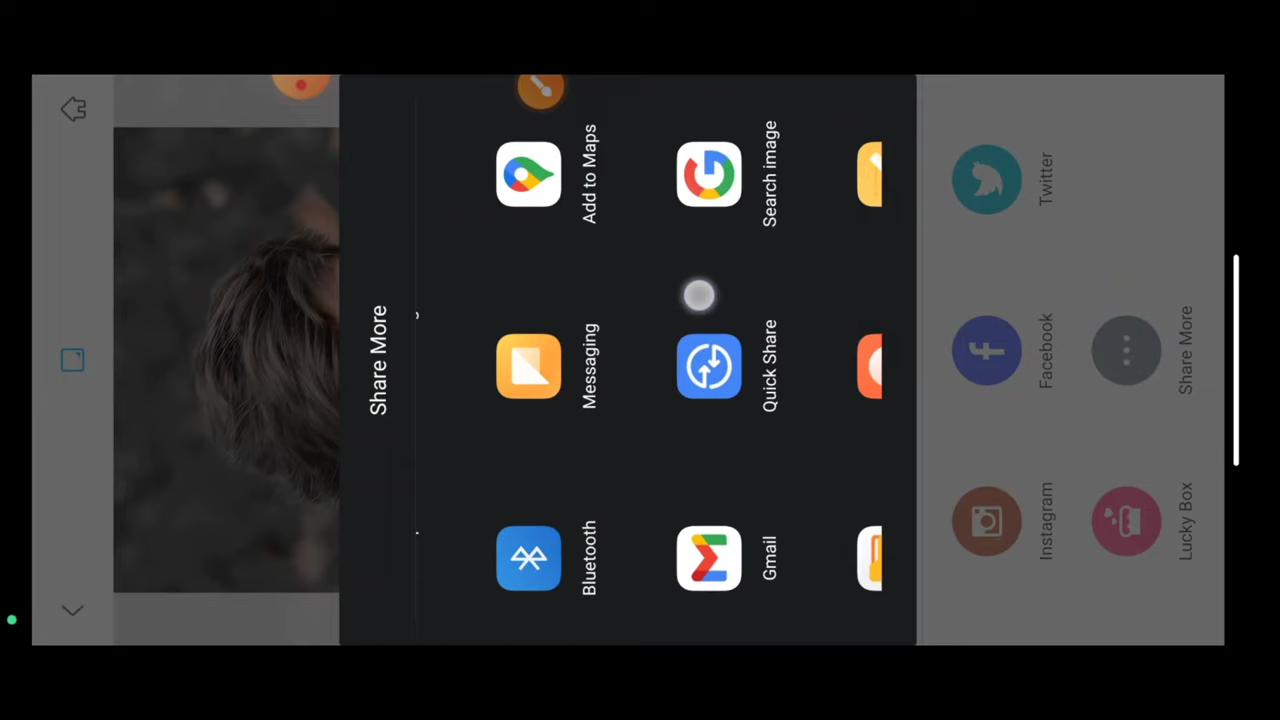 Share More
Bluetooth
Messaging
Add to Maps
Gmail
Quick Share
Search image
Instagram
Facebook
Twitter
Lucky Box
Share More